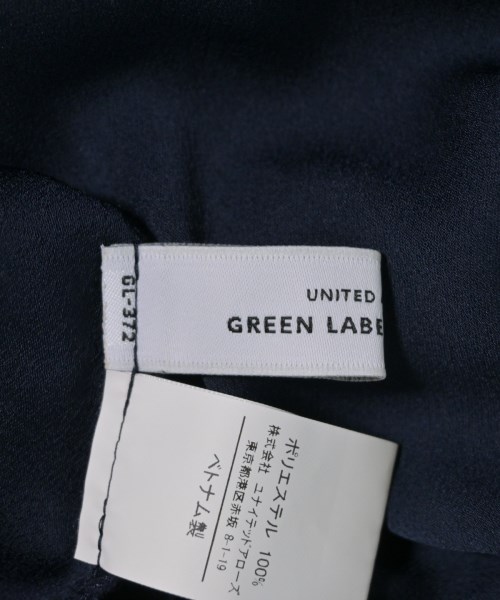 GL-372
UNITED A
GREEN LABE
ポリエステル 100%
株式会社 ユナイテッドアローズ
東京都港区赤坂 8-1-19
ベトナム製